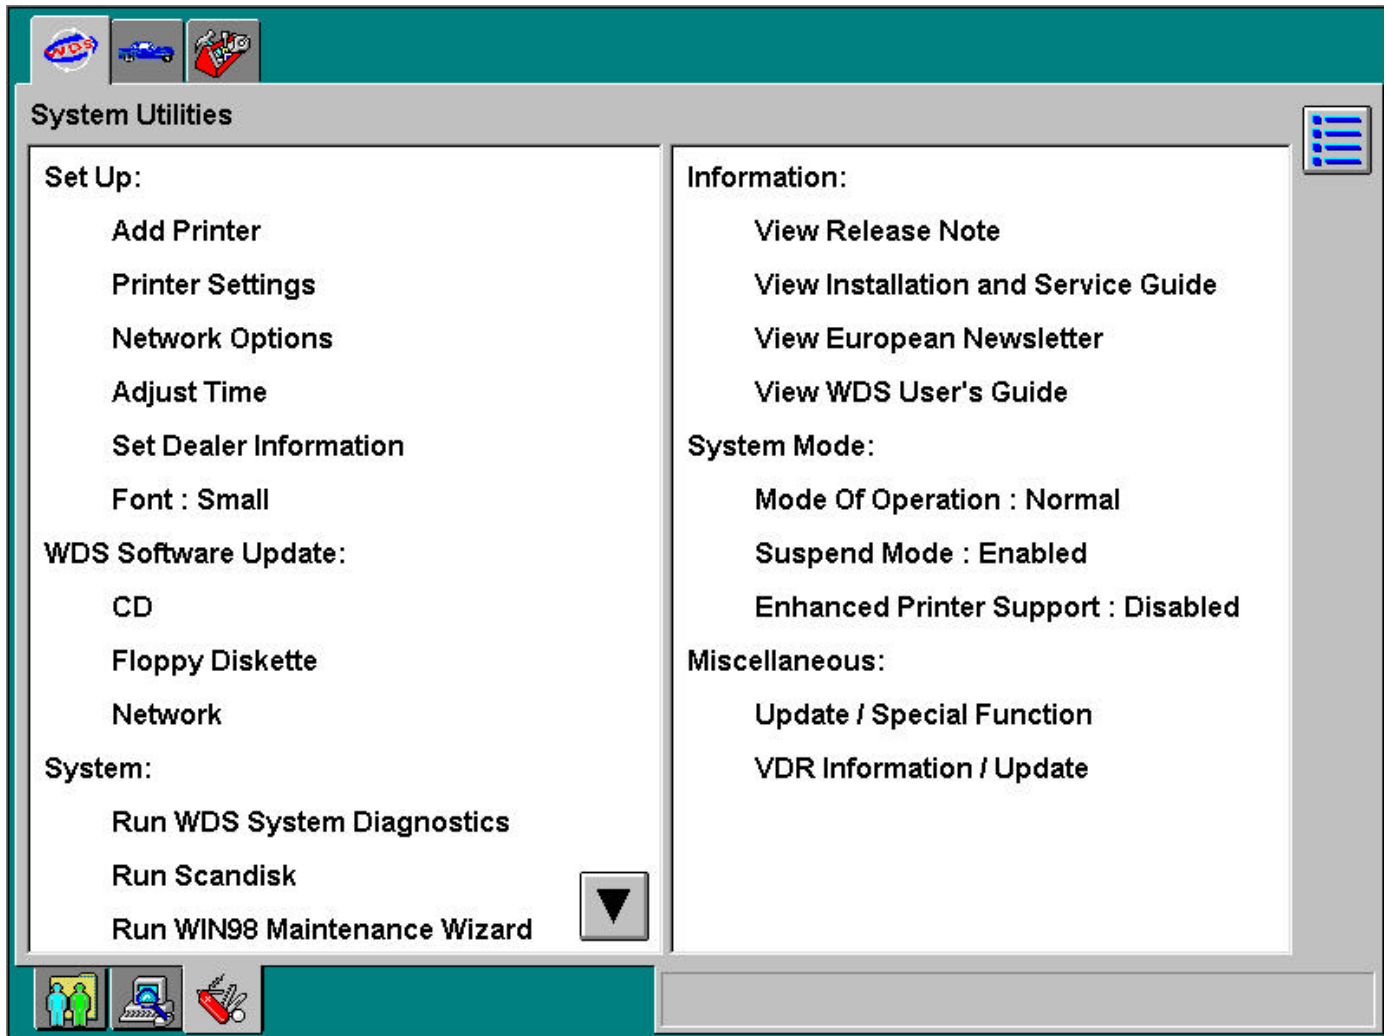 WDS
System Utilities
Set Up:
Add Printer
Printer Settings
Network Options
Adjust Time
Set Dealer Information
Font : Small
WDS Software Update:
CD
Floppy Diskette
Network
System:
Run WDS System Diagnostics
Run Scandisk
Run WIN98 Maintenance Wizard
Information:
View Release Note
View Installation and Service Guide
View European Newsletter
View WDS User's Guide
System Mode:
Mode Of Operation : Normal
Suspend Mode : Enabled
Enhanced Printer Support : Disabled
Miscellaneous:
Update / Special Function
VDR Information / Update